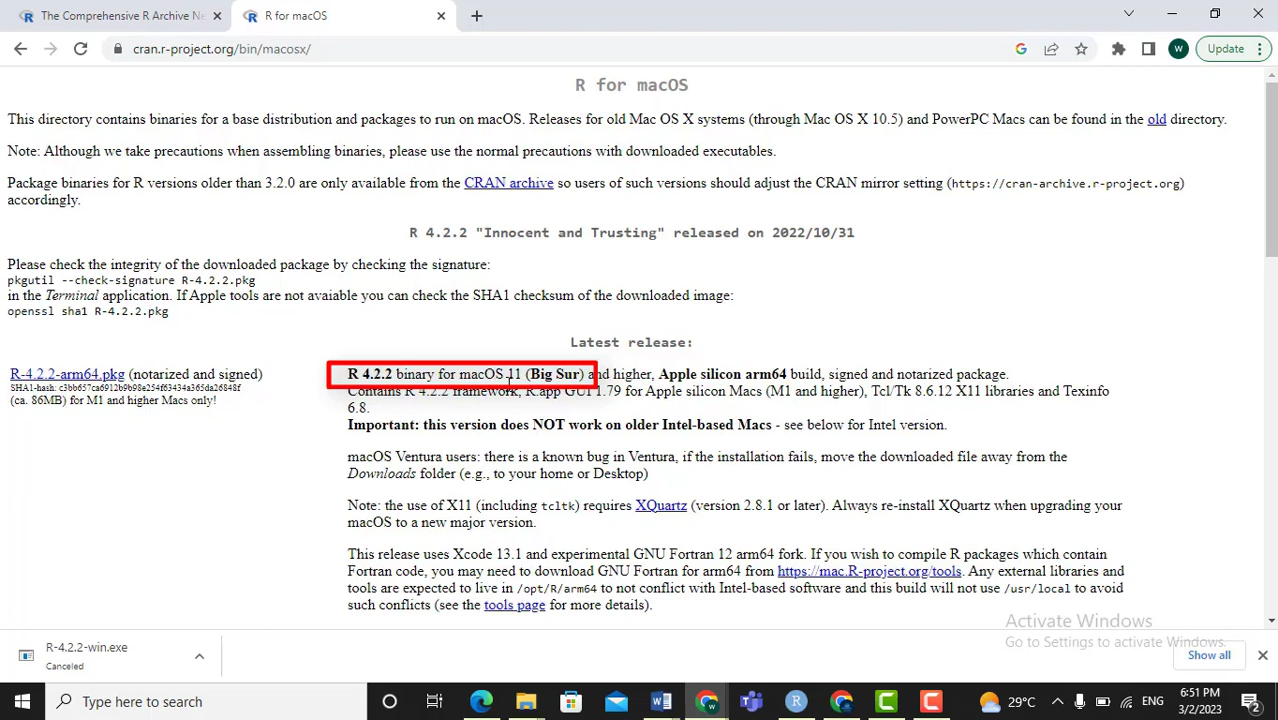 The Comprehensive R Archive Ne
R for macOS
cran.r-project.org/bin/macosx/
W
Update
R for macOS
This directory contains binaries for a base distribution and packages to run on macOS. Releases for old Mac OS X systems (through Mac OS X 10.5) and PowerPC Macs can be found in the old directory.
Note: Although we take precautions when assembling binaries, please use the normal precautions with downloaded executables.
Package binaries for R versions older than 3.2.0 are only available from the CRAN archive so users of such versions should adjust the CRAN mirror setting (https://cran-archive.r-project.org)
accordingly.
R 4.2.2 "Innocent and Trusting" released on 2022/10/31
Please check the integrity of the downloaded package by checking the signature:
pkgutil --check-signature R-4.2.2.pkg
in the Terminal application. If Apple tools are not avaiable you can check the SHA1 checksum of the downloaded image:
openssl sha1 R-4.2.2.pkg
Latest release:
R-4.2.2-arm64.pkg (notarized and signed)
SHA1-hash: c3bb657ca6912b9b98e254f63434a365da26848f
(ca. 86MB) for M1 and higher Macs only!
R 4.2.2 binary for macOS 11 (Big Sur) and higher, Apple silicon arm64 build, signed and notarized package.
Contains R 4.2.2 framework, R.app GUI 1.79 for Apple silicon Macs (M1 and higher), Tcl/Tk 8.6.12 X11 libraries and Texinfo
6.8.
Important: this version does NOT work on older Intel-based Macs - see below for Intel version.
macOS Ventura users: there is a known bug in Ventura, if the installation fails, move the downloaded file away from the
Downloads folder (e.g., to your home or Desktop)
Note: the use of X11 (including tcltk) requires XQuartz (version 2.8.1 or later). Always re-install XQuartz when upgrading your
macOS to a new major version.
This release uses Xcode 13.1 and experimental GNU Fortran 12 arm64 fork. If you wish to compile R packages which contain
Fortran code, you may need to download GNU Fortran for arm64 from https://mac.R-project.org/tools. Any external libraries and
tools are expected to live in /opt/R/arm64 to not conflict with Intel-based software and this build will not use /usr/local to avoid
such conflicts (see the tools page for more details).
Activate Windows
Go to Settings to activate Windows.
R-4.2.2-win.exe
Canceled
Show all
Type here to search
29°C
ENG
6:51 PM
3/2/2023